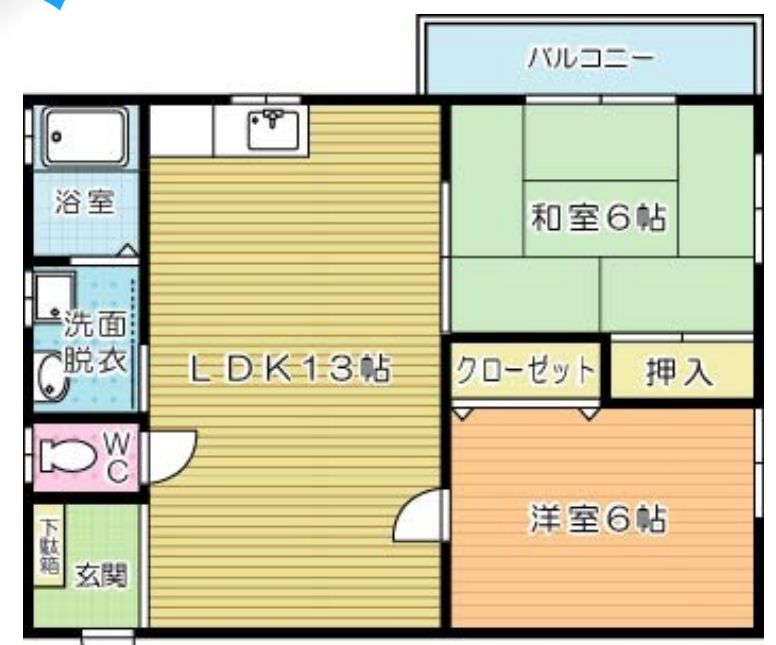 バルコニー
浴室
和室6帖
洗面
脱衣
LDK13帖
クローゼット
押入
WC
洋室6帖
下駄箱
玄関